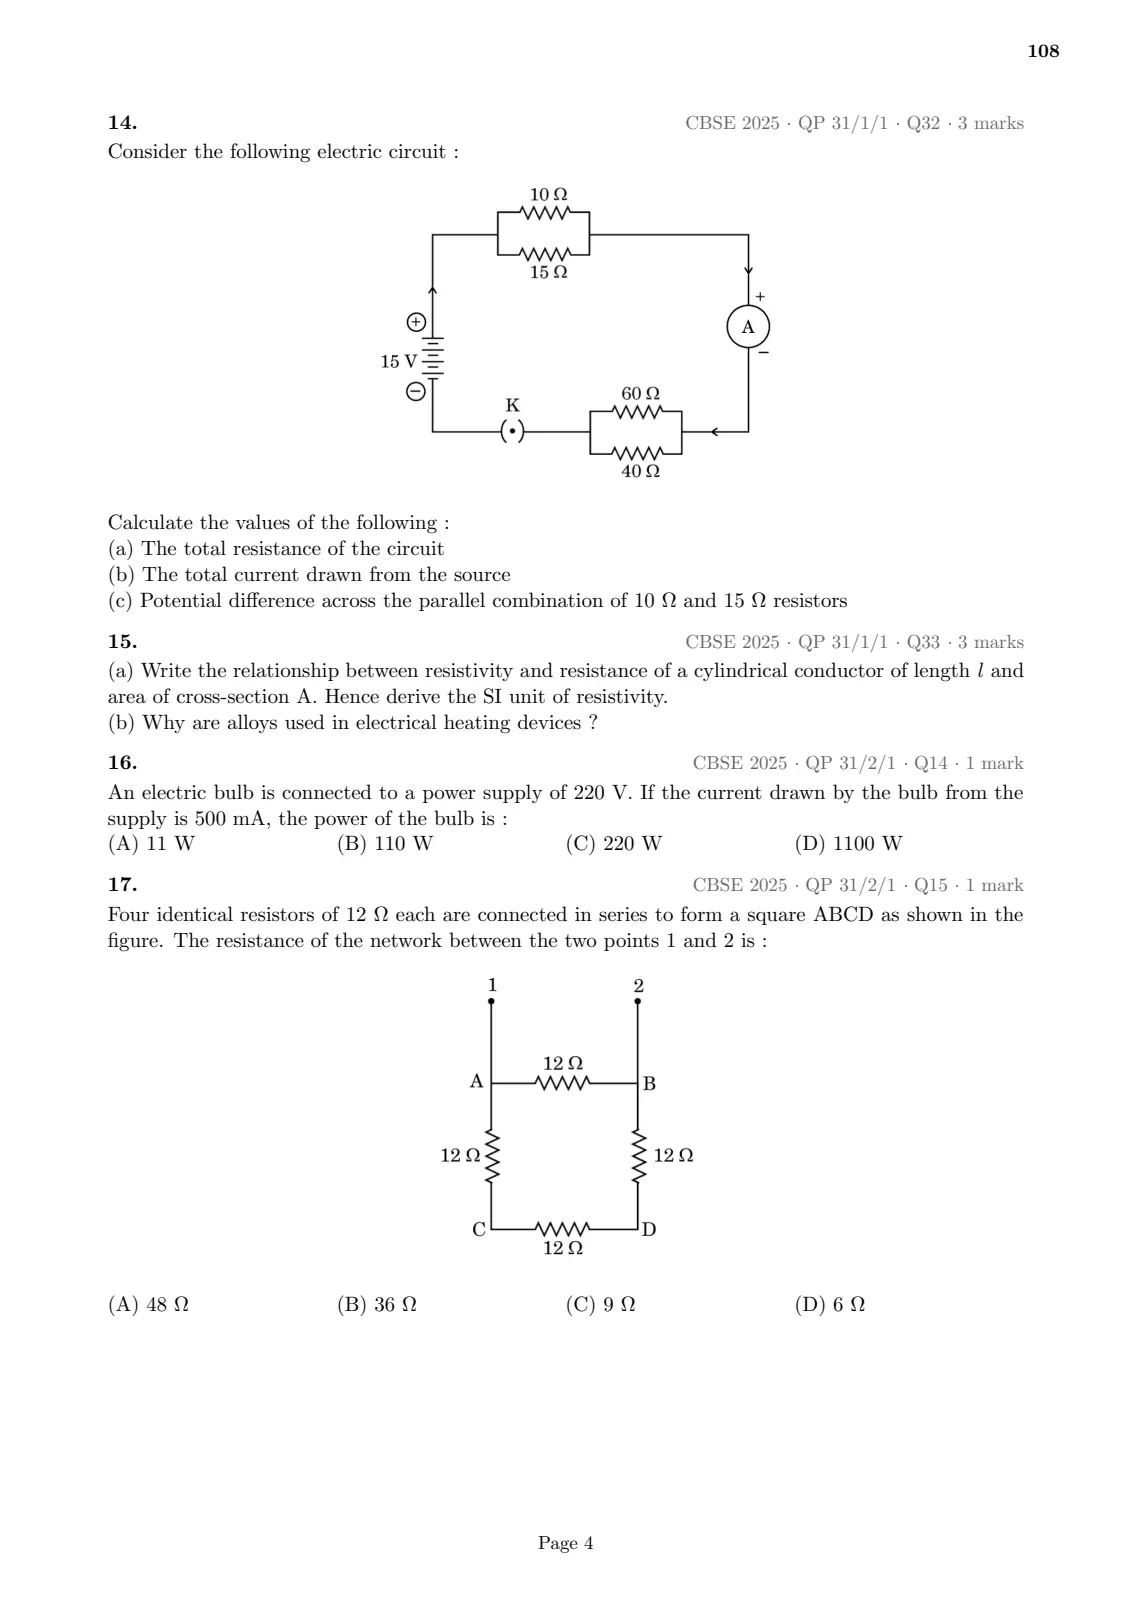 108
14. CBSE 2025 · QP 31/1/1 · Q32 · 3 marks
Consider the following electric circuit :
10 Ω
15 Ω
+
A
−
+
15 V
−
K
60 Ω
40 Ω
Calculate the values of the following :
(a) The total resistance of the circuit
(b) The total current drawn from the source
(c) Potential difference across the parallel combination of 10 Ω and 15 Ω resistors
15. CBSE 2025 · QP 31/1/1 · Q33 · 3 marks
(a) Write the relationship between resistivity and resistance of a cylindrical conductor of length l and
area of cross-section A. Hence derive the SI unit of resistivity.
(b) Why are alloys used in electrical heating devices ?
16. CBSE 2025 · QP 31/2/1 · Q14 · 1 mark
An electric bulb is connected to a power supply of 220 V. If the current drawn by the bulb from the
supply is 500 mA, the power of the bulb is :
(A) 11 W (B) 110 W (C) 220 W (D) 1100 W
17. CBSE 2025 · QP 31/2/1 · Q15 · 1 mark
Four identical resistors of 12 Ω each are connected in series to form a square ABCD as shown in the
figure. The resistance of the network between the two points 1 and 2 is :
1 2
12 Ω
A B
12 Ω 12 Ω
C D
12 Ω
(A) 48 Ω (B) 36 Ω (C) 9 Ω (D) 6 Ω
Page 4